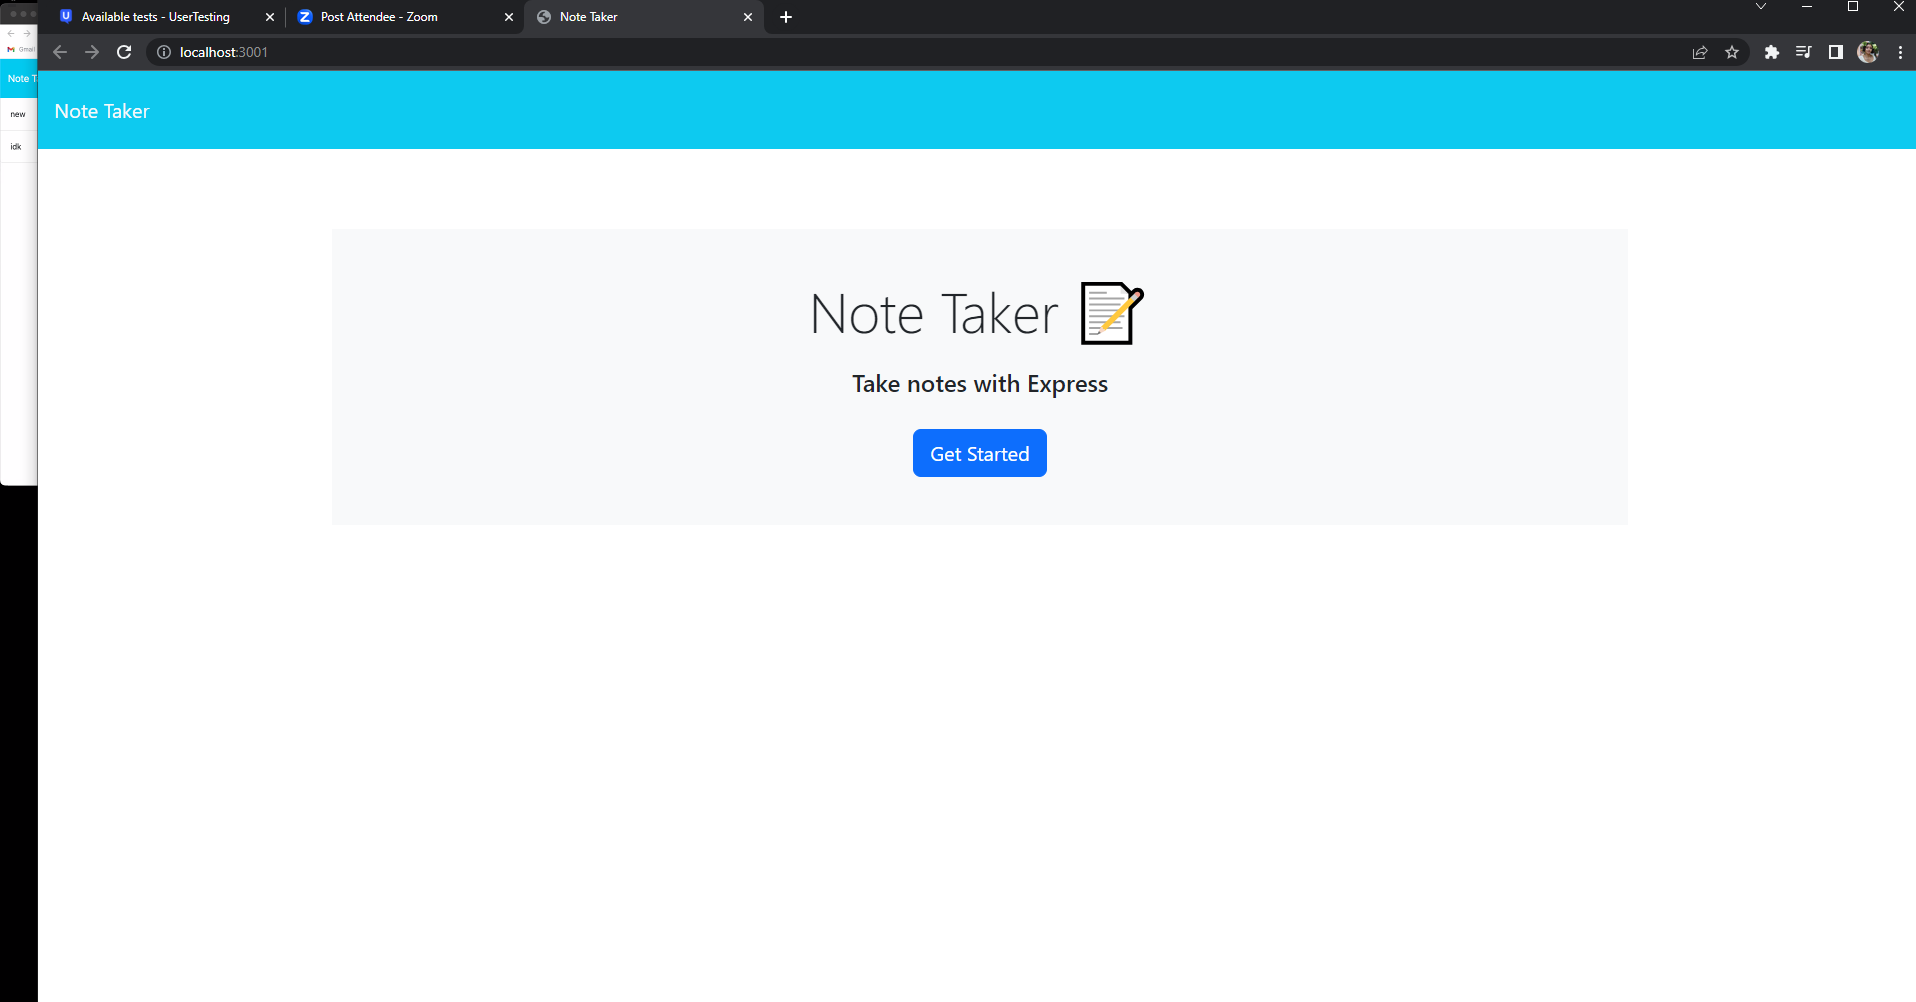 Available tests - UserTesting
Post Attendee - Zoom
Note Taker
localhost:3001
Gmail
Note T
new
idk
Note Taker
Note Taker
Take notes with Express
Get Started